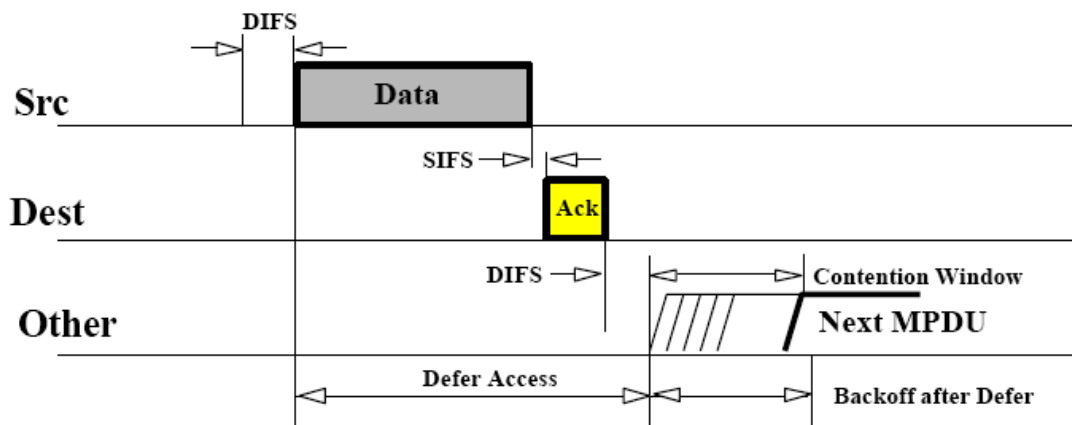 DIFS
Src
Data
SIFS
Dest
Ack
DIFS
Contention Window
Other
Next MPDU
Defer Access
Backoff after Defer